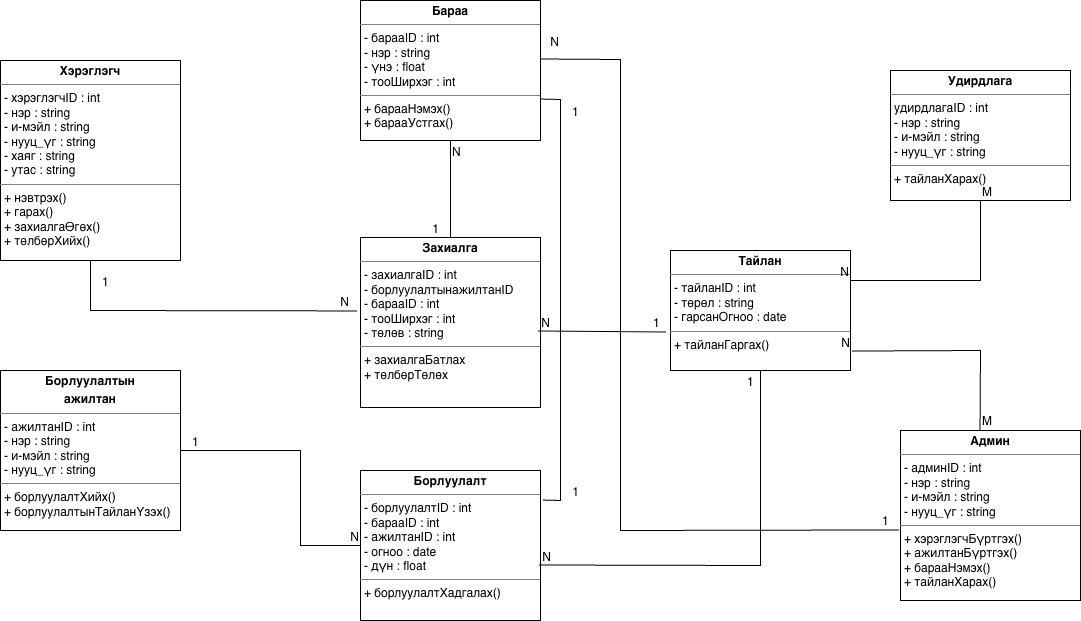 Бараа
- барааID : int
- нэр : string
- үнэ : float
- тооШирхэг : int
+ бараaНэмэх()
+ барааУстгах()
Хэрэглэгч
- хэрэглэгчID : int
- нэр : string
- и-мэйл : string
- нууц_үг : string
- хаяг : string
- утас : string
+ нэвтрэх()
+ гарах()
+ захиалгаӨгөх()
+ төлбөрХийх()
Удирдлага
удирдлагаID : int
- нэр : string
- и-мэйл : string
- нууц_үг : string
+ тайланХарах()
Захиалга
- захиалгаID : int
- борлуулалтынажилтанID
- барааID : int
- тооШирхэг : int
- төлөв : string
+ захиалгаБатлах
+ төлбөрТөлөх
Тайлан
- тайланID : int
- төрөл : string
- гарсанОгноо : date
+ тайланГаргах()
Борлуулалтын
ажилтан
- ажилтанID : int
- нэр : string
- и-мэйл : string
- нууц_үг : string
+ борлуулалтХийх()
+ борлуулалтынТайланҮзэх()
Борлуулалт
- борлуулалтID : int
- барааID : int
- ажилтанID : int
- огноо : date
- дүн : float
+ борлуулалтХадгалах()
Админ
- админID : int
- нэр : string
- и-мэйл : string
- нууц_үг : string
+ хэрэглэгчБүртгэх()
+ ажилтанБүртгэх()
+ барааНэмэх()
+ тайланХарах()
N
1
N
1
1
N
N
1
M
N
N
M
1
1
N
1
N
1